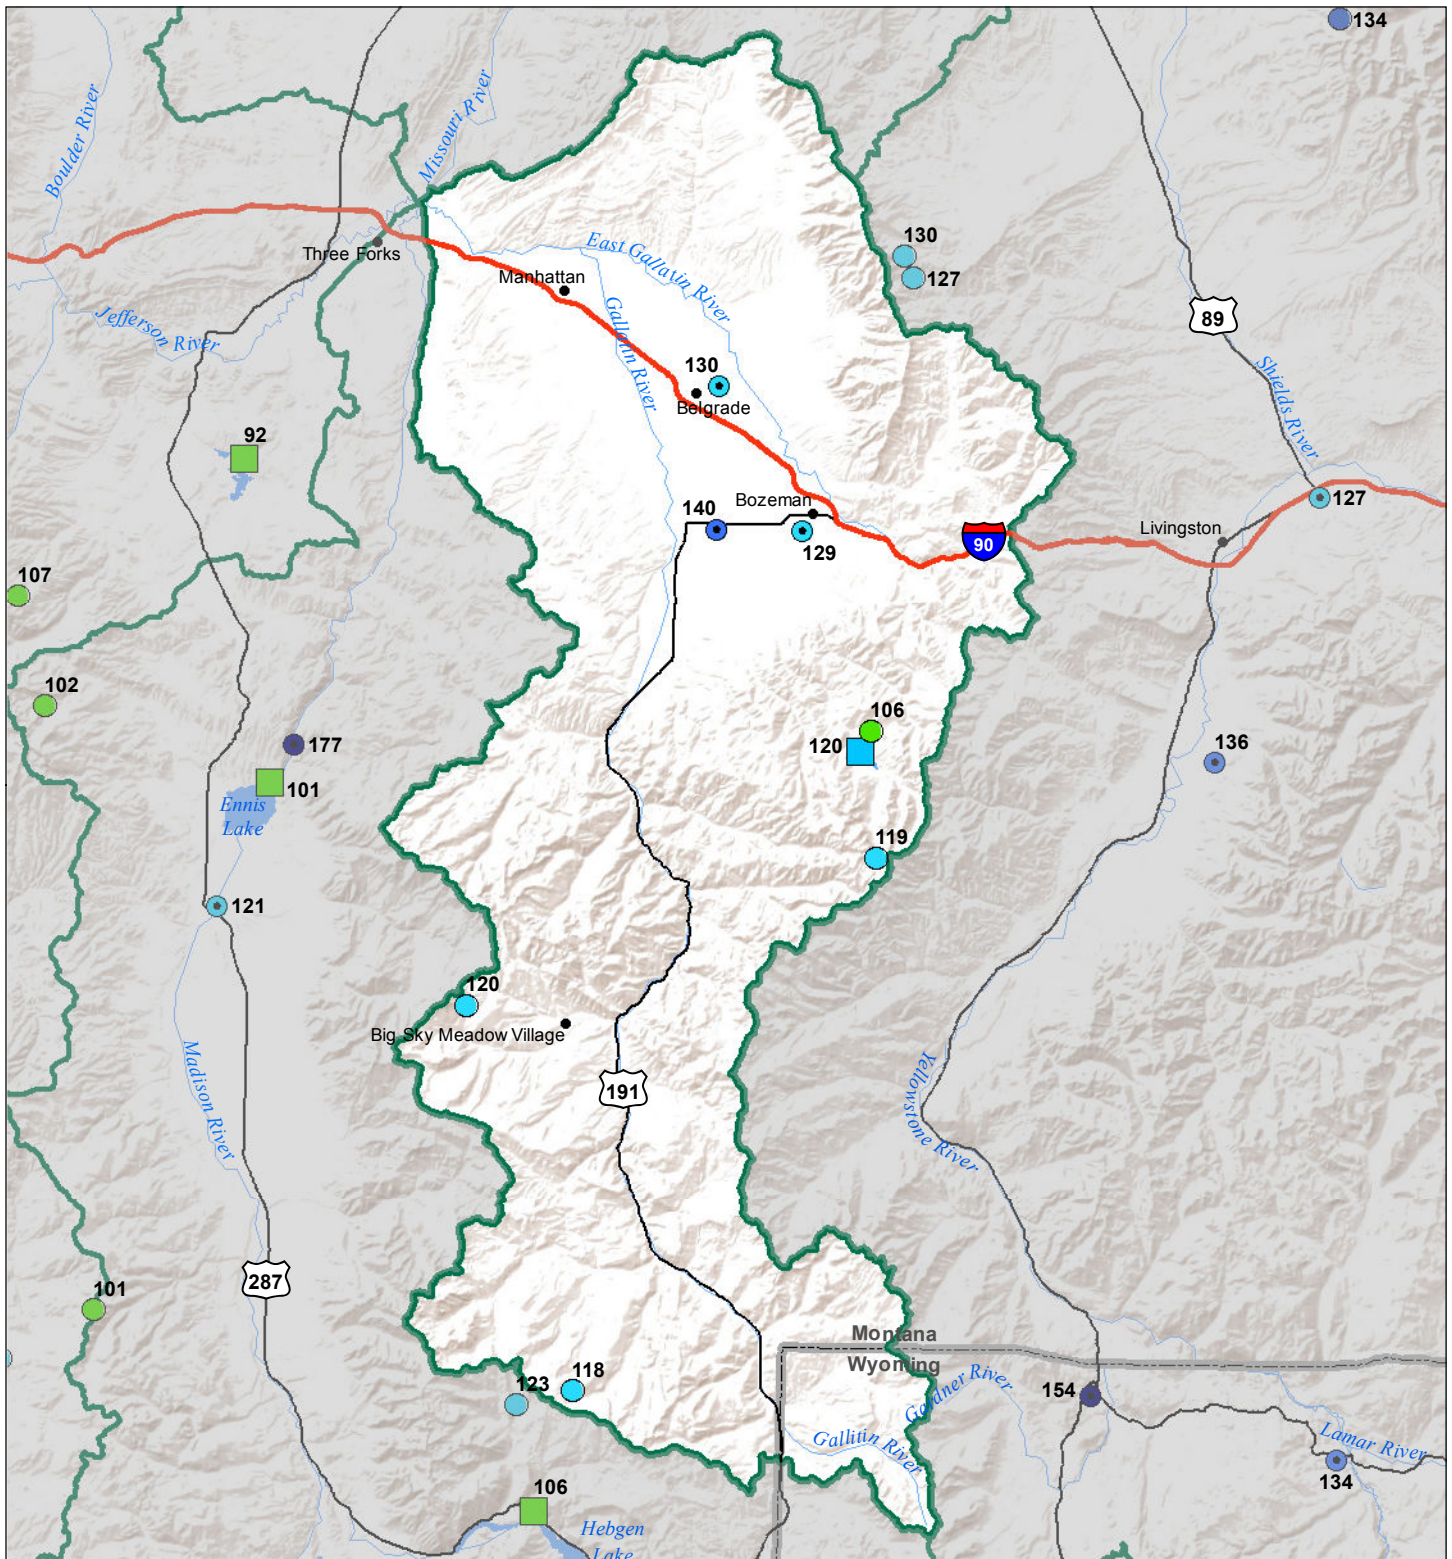 134
Boulder River
Missouri River
130
127
Three Forks
East Gallatin River
Manhattan
89
Jefferson River
Gallatin River
Shields River
130
Belgrade
92
127
140
Bozeman
129
90
Livingston
107
102
106
120
177
136
101
Ennis
Lake
119
121
120
Big Sky Meadow Village
Madison River
191
Yellowstone River
287
101
Montana
Wyoming
118
123
Gardner River
154
Gallitin River
Lamar River
134
106
Hebgen
Lake